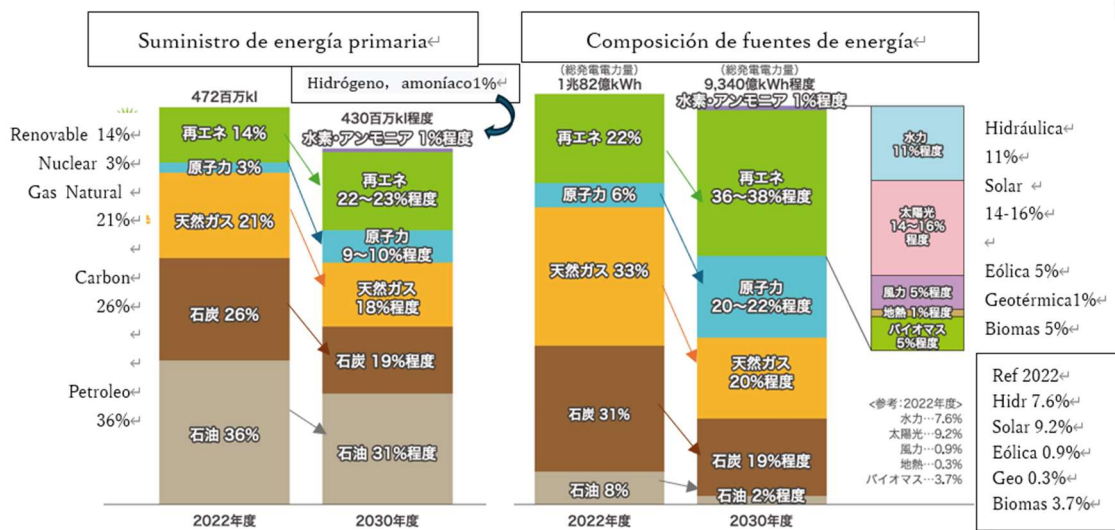 Suministro de energía primaria↵
Composición de fuentes de energía↵
Hidrógeno, amoníaco1%↵
472百万kl
430百万kl程度
水素・アンモニア 1%程度
Renovable 14%↵
Nuclear 3%↵
Gas Natural
21%↵
↵
Carbon
26%↵
↵
↵
Petroleo
36%↵
再エネ 14%
原子力 3%
天然ガス 21%
石炭 26%
石油 36%
2022年度
再エネ
22〜23%程度
原子力
9〜10%程度
天然ガス
18%程度
石炭 19%程度
石油 31%程度
2030年度
(総発電電力量)
1兆82億kWh
再エネ 22%
原子力 6%
天然ガス 33%
石炭 31%
石油 8%
2022年度
(総発電電力量)
9,340億kWh程度
水素・アンモニア 1%程度
再エネ
36〜38%程度
原子力
20〜22%程度
天然ガス
20%程度
石炭 19%程度
石油 2%程度
2030年度
水力
11%程度
太陽光
14〜16%
程度
風力 5%程度
地熱 1%程度
バイオマス
5%程度
<参考:2022年度>
水力…7.6%
太陽光…9.2%
風力…0.9%
地熱…0.3%
バイオマス…3.7%
Hidráulica
11%↵
Solar
14-16%↵
↵
Eólica 5%↵
Geotérmica1%↵
Biomas 5%↵
Ref 2022
Hidr 7.6%↵
Solar 9.2%↵
Eólica 0.9%↵
Geo 0.3%↵
Biomas 3.7%↵